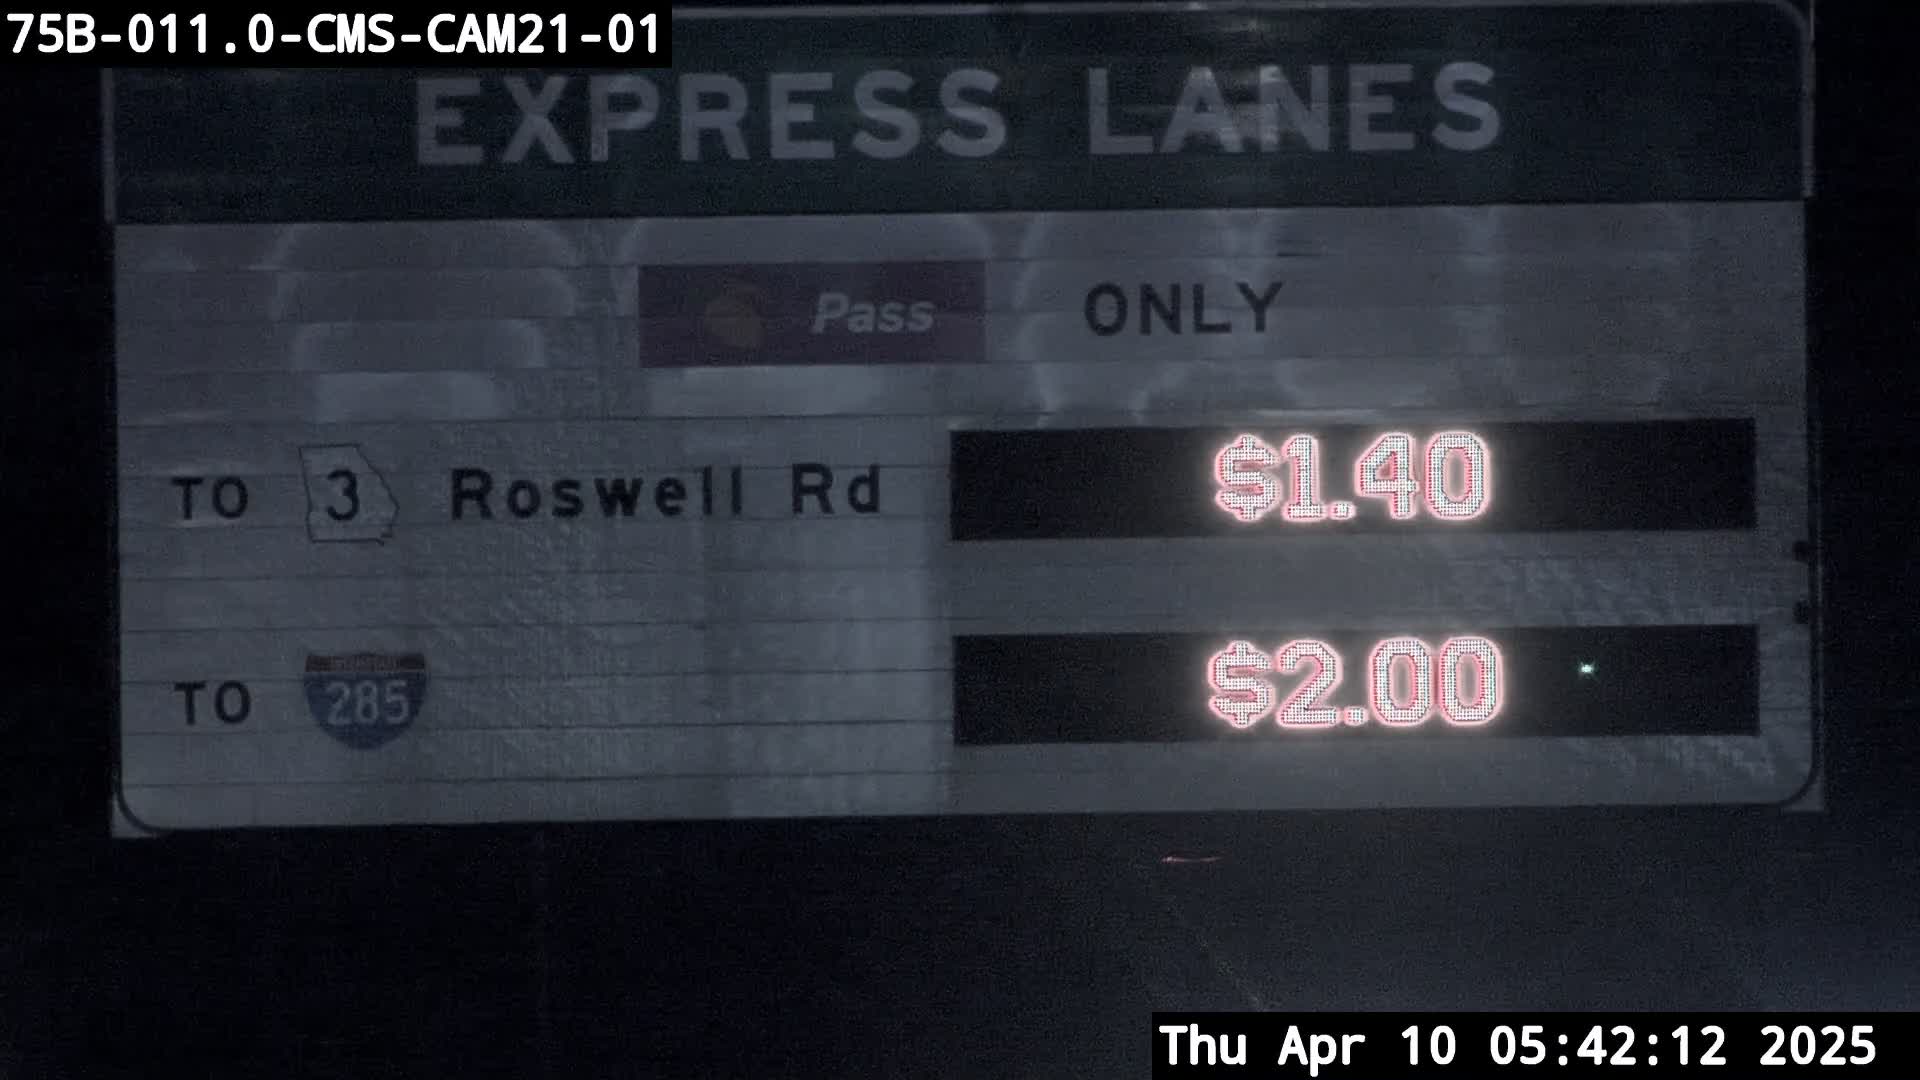 75B-011.0-CMS-CAM21-01
EXPRESS LANES
Pass ONLY
TO 3 Roswell Rd $1.40
TO 285 $2.00
Thu Apr 10 05:42:12 2025